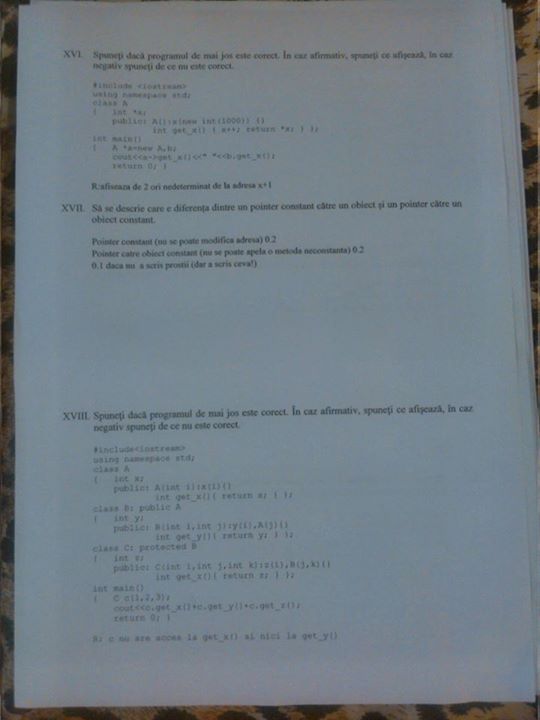 XVI. Spuneţi dacă programul de mai jos este corect. În caz afirmativ, spuneţi ce afişează, în caz
negativ spuneţi de ce nu este corect.
#include <iostream>
using namespace std;
class A
{ int *x;
public: A():x(new int(1000)) {}
int get_x() { x++; return *x; } };
int main()
{ A *a=new A,b;
cout<<a->get_x()<<" "<<b.get_x();
return 0; }
R:afiseaza de 2 ori nedeterminat de la adresa x+1
XVII. Să se descrie care e diferenţa dintre un pointer constant către un obiect şi un pointer către un
obiect constant.
Pointer constant (nu se poate modifica adresa) 0.2
Pointer catre obiect constant (nu se poate apela o metoda neconstanta) 0.2
0.1 daca nu a scris prostii (dar a scris ceva!)
XVIII. Spuneţi dacă programul de mai jos este corect. În caz afirmativ, spuneţi ce afişează, în caz
negativ spuneţi de ce nu este corect.
#include<iostream>
using namespace std;
class A
{ int x;
public: A(int i):x(i){}
int get_x(){ return x; } };
class B: public A
{ int y;
public: B(int i,int j):y(i),A(j){}
int get_y(){ return y; } };
class C: protected B
{ int z;
public: C(int i,int j,int k):z(i),B(j,k){}
int get_z(){ return z; } };
int main()
{ C c(1,2,3);
cout<<c.get_x()+c.get_y()+c.get_z();
return 0; }
R: c nu are acces la get_x() si nici la get_y()